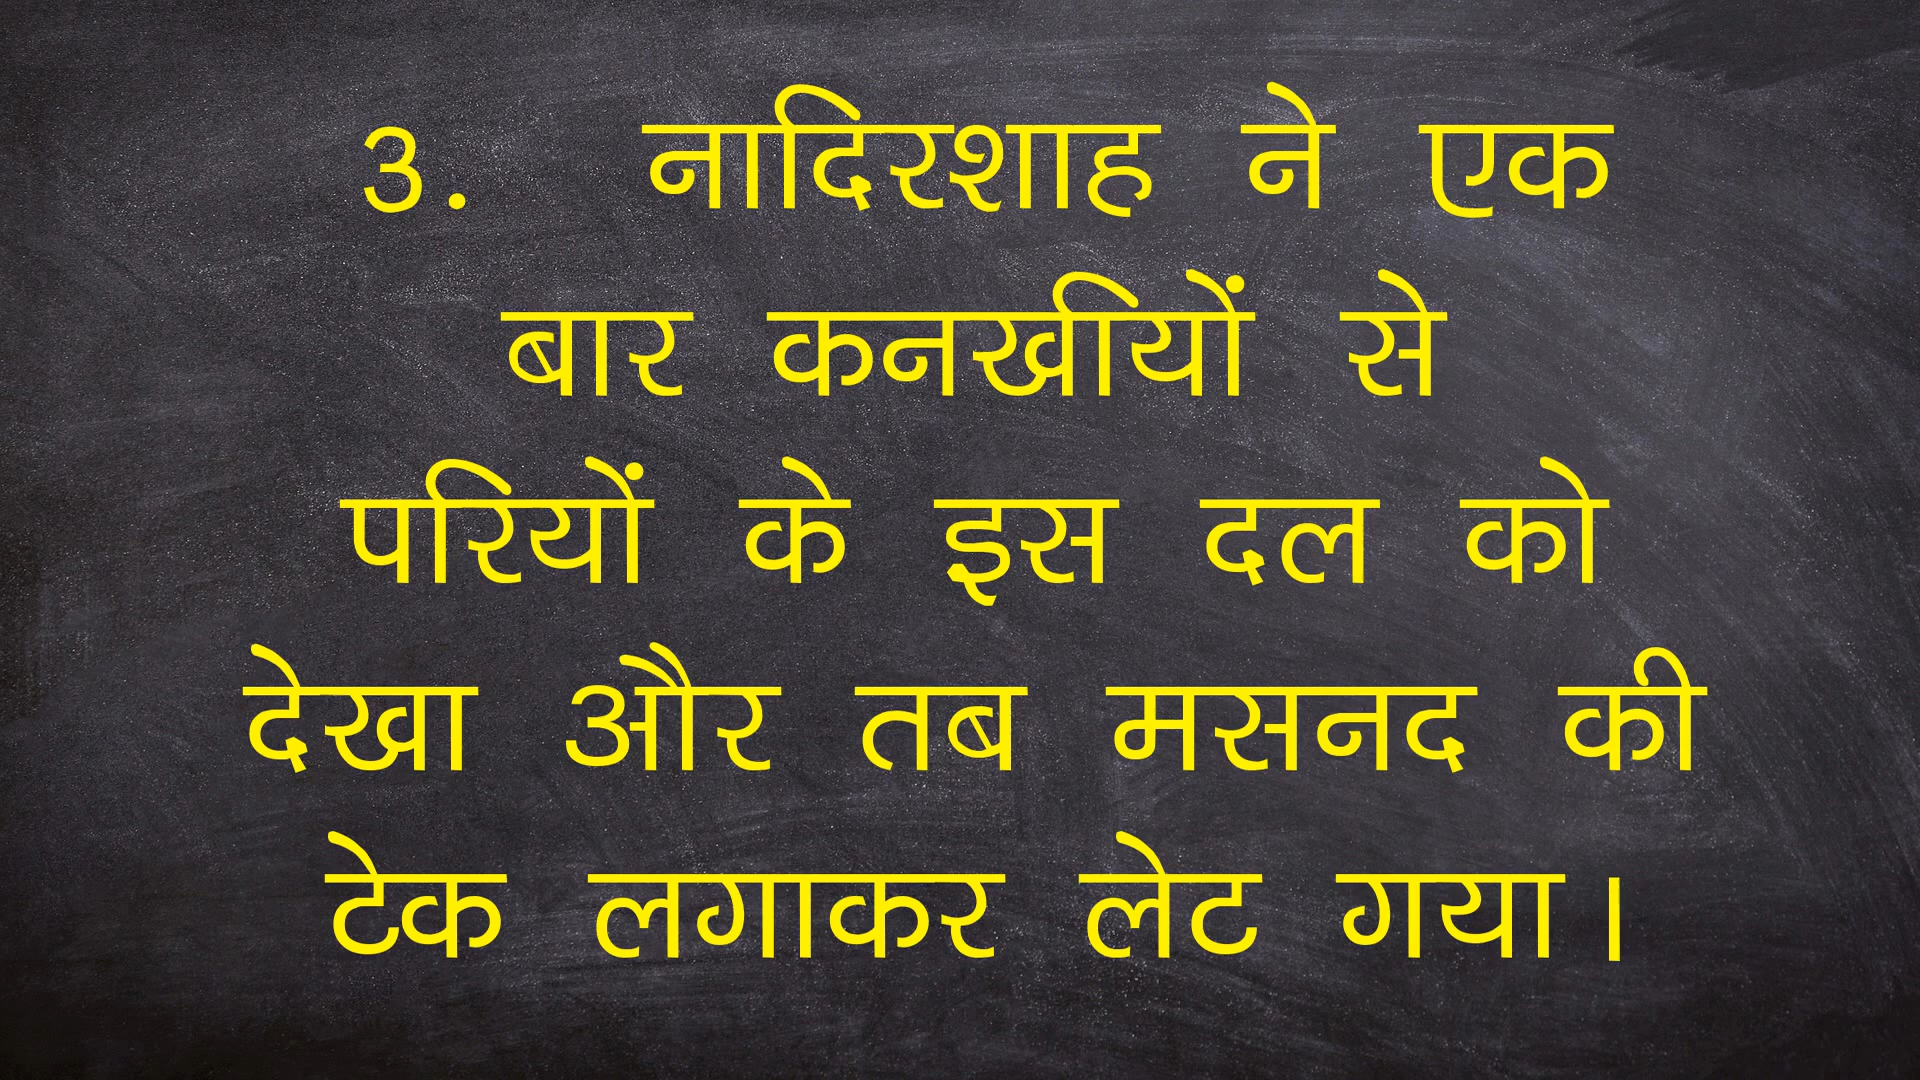 3. नादिरशाह ने एक
बार कनखीयों से
परियों के इस दल को
देखा और तब मसनद की
टेक लगाकर लेट गया।